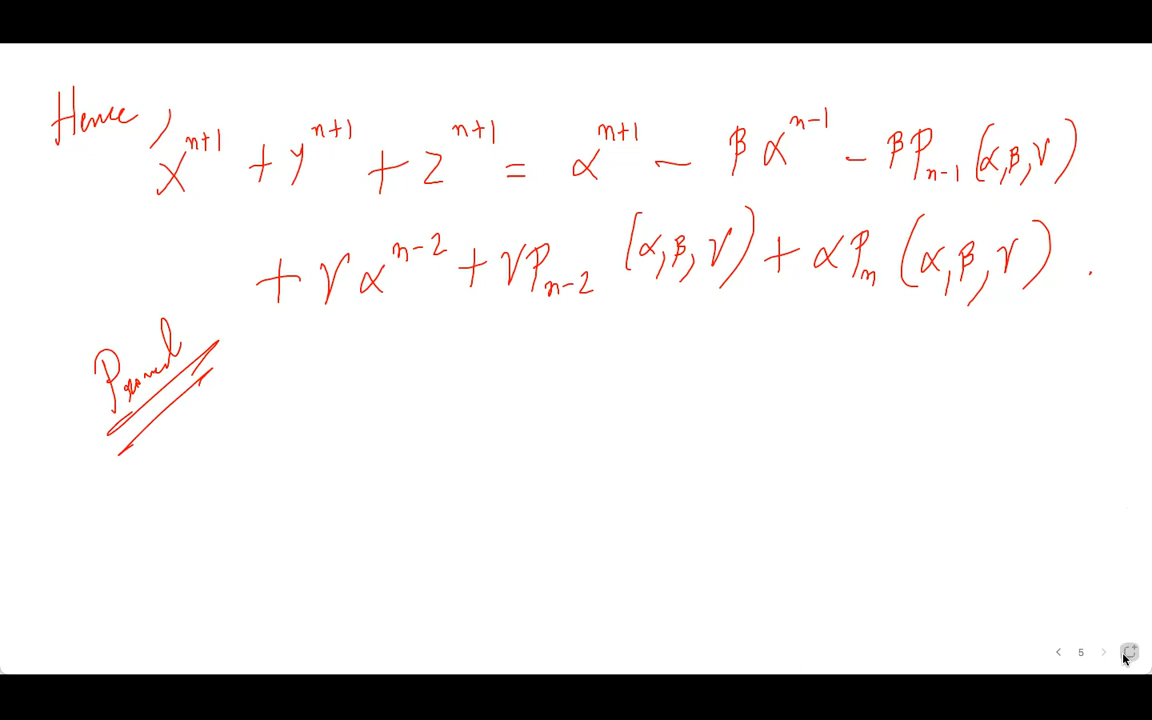 Hence,
x^{n+1} + y^{n+1} + z^{n+1} = α^{n+1} − βα^{n−1} − βP_{n−1}(α,β,γ)
+ γα^{n−2} + γP_{n−2}(α,β,γ) + αP_n(α,β,γ).
Proved
5